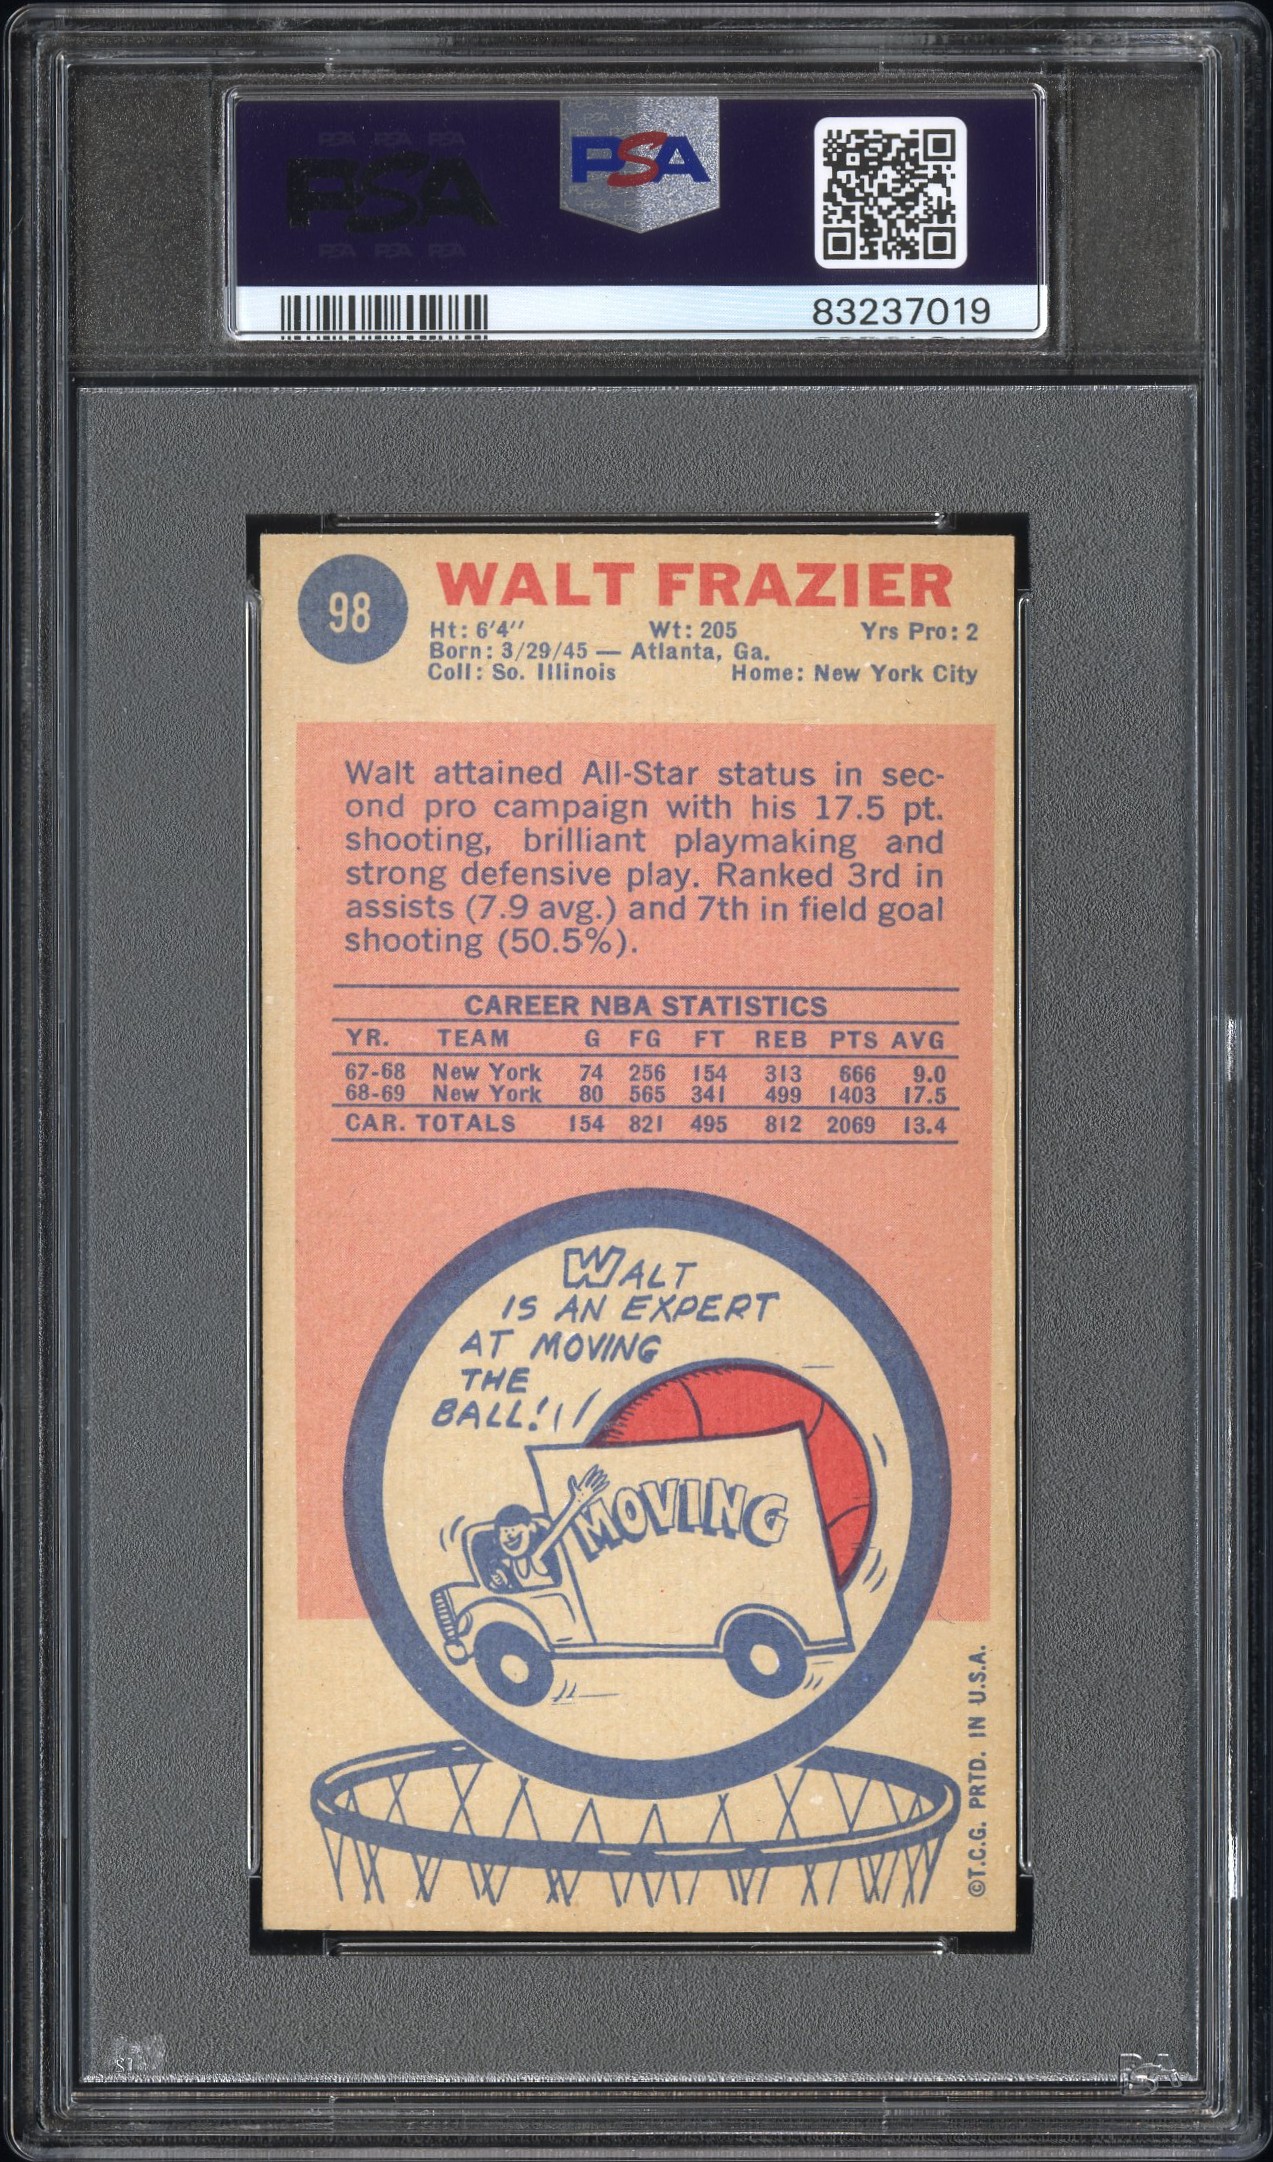 PSA PSA PSA
PSA
PSA PSA PSA
PSA
83237019
98
WALT FRAZIER
Ht: 6'4" Wt: 205 Yrs Pro: 2
Born: 3/29/45 — Atlanta, Ga.
Coll: So. Illinois Home: New York City
Walt attained All-Star status in sec-
ond pro campaign with his 17.5 pt.
shooting, brilliant playmaking and
strong defensive play. Ranked 3rd in
assists (7.9 avg.) and 7th in field goal
shooting (50.5%).
CAREER NBA STATISTICS
YR. TEAM G FG FT REB PTS AVG
67-68 New York 74 256 154 313 666 9.0
68-69 New York 80 565 341 499 1403 17.5
CAR. TOTALS 154 821 495 812 2069 13.4
WALT
IS AN EXPERT
AT MOVING
THE
BALL!
MOVING
©T.C.G. PRTD. IN U.S.A.